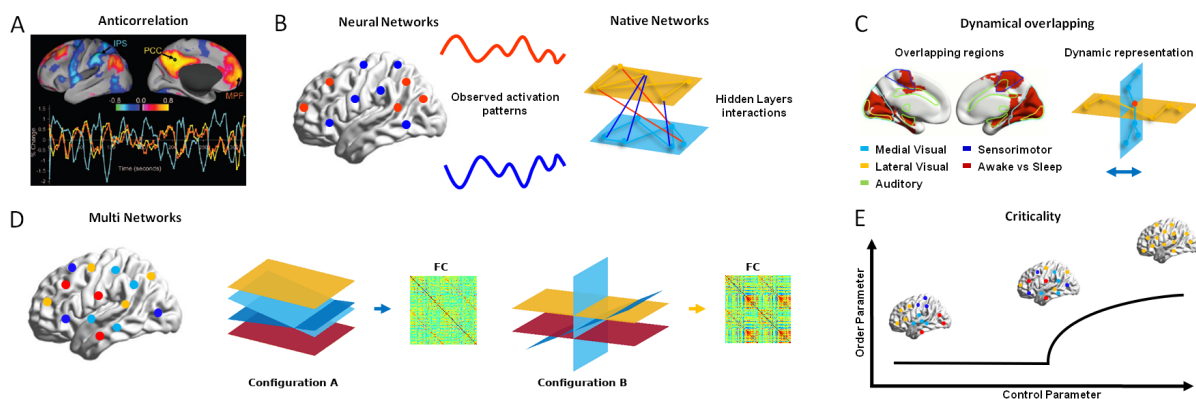 A
Anticorrelation
IPS
PCC
MPF
-0.8 0.0 0.8
% Change
Time (seconds)
B
Neural Networks
Native Networks
Observed activation
patterns
Hidden Layers
interactions
C
Dynamical overlapping
Overlapping regions
Dynamic representation
Medial Visual
Sensorimotor
Lateral Visual
Awake vs Sleep
Auditory
D
Multi Networks
FC
FC
Configuration A
Configuration B
E
Criticality
Order Parameter
Control Parameter